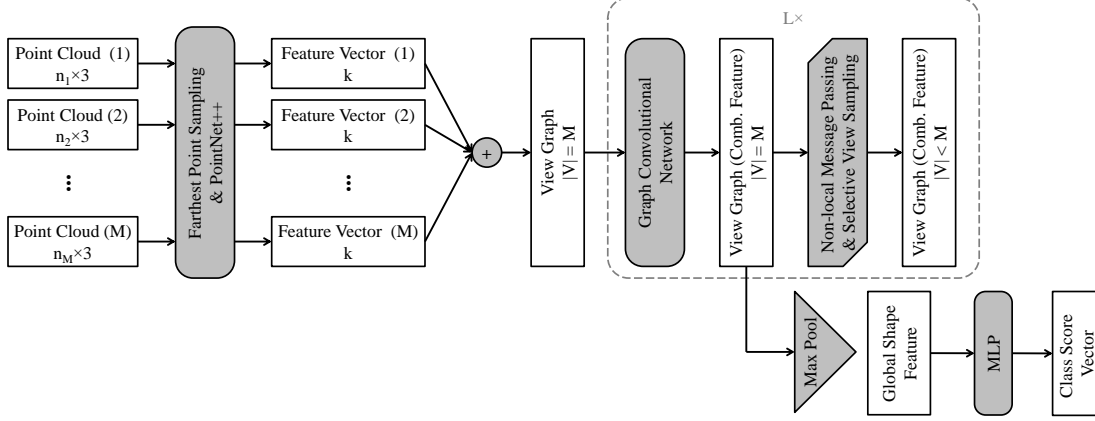 L×
Point Cloud (1)
n₁×3
Point Cloud (2)
n₂×3
⋮
Point Cloud (M)
n_M×3
Farthest Point Sampling
& PointNet++
Feature Vector (1)
k
Feature Vector (2)
k
⋮
Feature Vector (M)
k
+
View Graph
|V| = M
Graph Convolutional
Network
View Graph (Comb. Feature)
|V| = M
Non-local Message Passing
& Selective View Sampling
View Graph (Comb. Feature)
|V| < M
Max Pool
Global Shape
Feature
MLP
Class Score
Vector